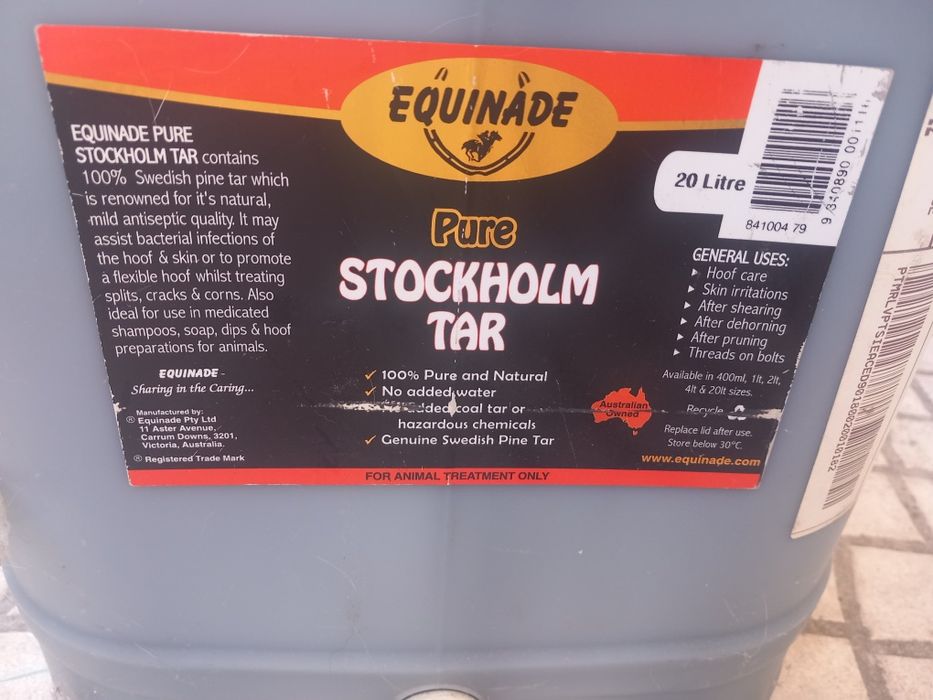 EQUINADE
EQUINADE PURE
STOCKHOLM TAR contains
100% Swedish pine tar which
is renowned for it's natural,
mild antiseptic quality. It may
assist bacterial infections of
the hoof & skin or to promote
a flexible hoof whilst treating
splits, cracks & corns. Also
ideal for use in medicated
shampoos, soap, dips & hoof
preparations for animals.
EQUINADE -
Sharing in the Caring...
Manufactured by:
® Equinade Pty Ltd
11 Aster Avenue,
Carrum Downs, 3201,
Victoria, Australia.
® Registered Trade Mark
Pure
STOCKHOLM
TAR
✓ 100% Pure and Natural
✓ No added water
added coal tar or
hazardous chemicals
✓ Genuine Swedish Pine Tar
20 Litre
841004 79
GENERAL USES:
▸ Hoof care
▸ Skin irritations
▸ After shearing
▸ After dehorning
▸ After pruning
▸ Threads on bolts
Available in 400ml, 1lt, 2lt,
4lt & 20lt sizes.
Australian
Owned
Recycle
Replace lid after use.
Store below 30°C.
www.equinade.com
FOR ANIMAL TREATMENT ONLY